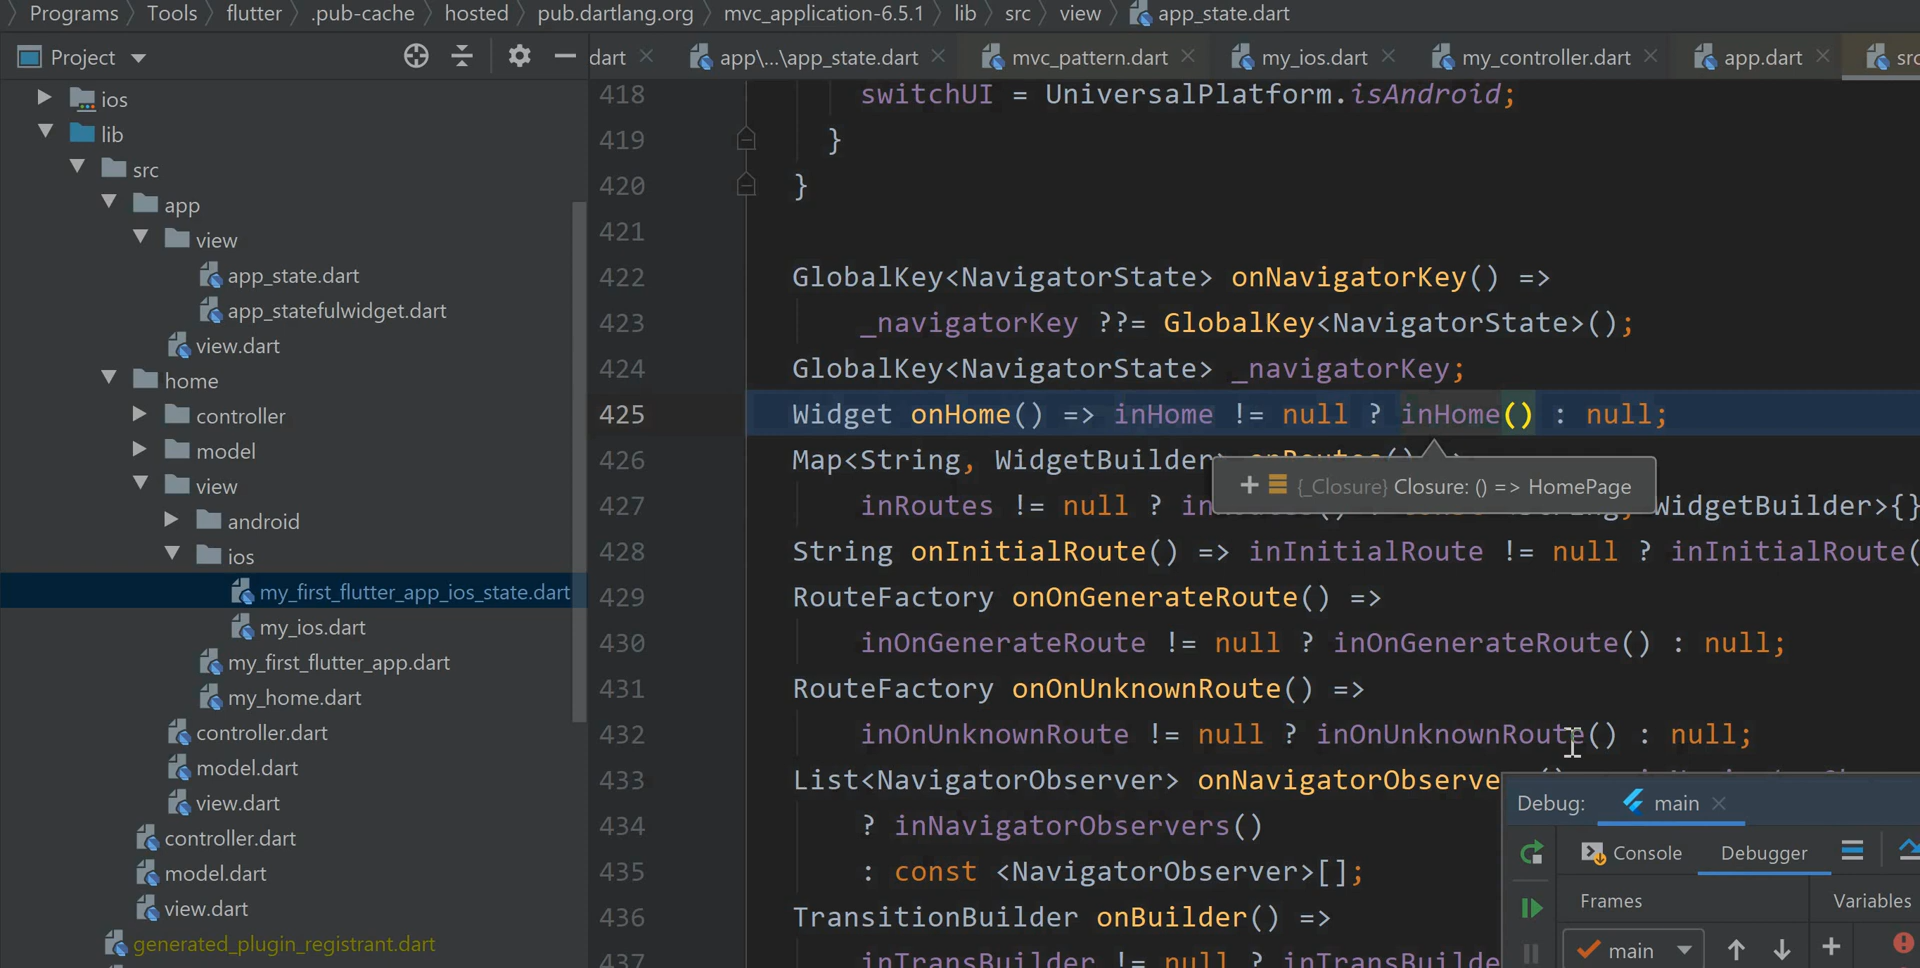 Programs Tools flutter .pub-cache hosted pub.dartlang.org mvc_application-6.5.1 lib src view app_state.dart
Project
dart app\...\app_state.dart mvc_pattern.dart my_ios.dart my_controller.dart app.dart src
ios
lib
src
app
view
app_state.dart
app_statefulwidget.dart
view.dart
home
controller
model
view
android
ios
my_first_flutter_app_ios_state.dart
my_ios.dart
my_first_flutter_app.dart
my_home.dart
controller.dart
model.dart
view.dart
controller.dart
model.dart
view.dart
generated_plugin_registrant.dart
418 switchUI = UniversalPlatform.isAndroid;
419 }
420 }
421
422 GlobalKey<NavigatorState> onNavigatorKey() =>
423 _navigatorKey ??= GlobalKey<NavigatorState>();
424 GlobalKey<NavigatorState> _navigatorKey;
425 Widget onHome() => inHome != null ? inHome() : null;
426 Map<String, WidgetBuilder>
{_Closure} Closure: () => HomePage
427 inRoutes != null ? WidgetBuilder>{}
428 String onInitialRoute() => inInitialRoute != null ? inInitialRoute(
429 RouteFactory onOnGenerateRoute() =>
430 inOnGenerateRoute != null ? inOnGenerateRoute() : null;
431 RouteFactory onOnUnknownRoute() =>
432 inOnUnknownRoute != null ? inOnUnknownRoute() : null;
433 List<NavigatorObserver> onNavigatorObserve
434 ? inNavigatorObservers()
435 : const <NavigatorObserver>[];
436 TransitionBuilder onBuilder() =>
437 inTransBuilder != null ? inTransBuilde
Debug: main
Console Debugger
Frames Variables
main